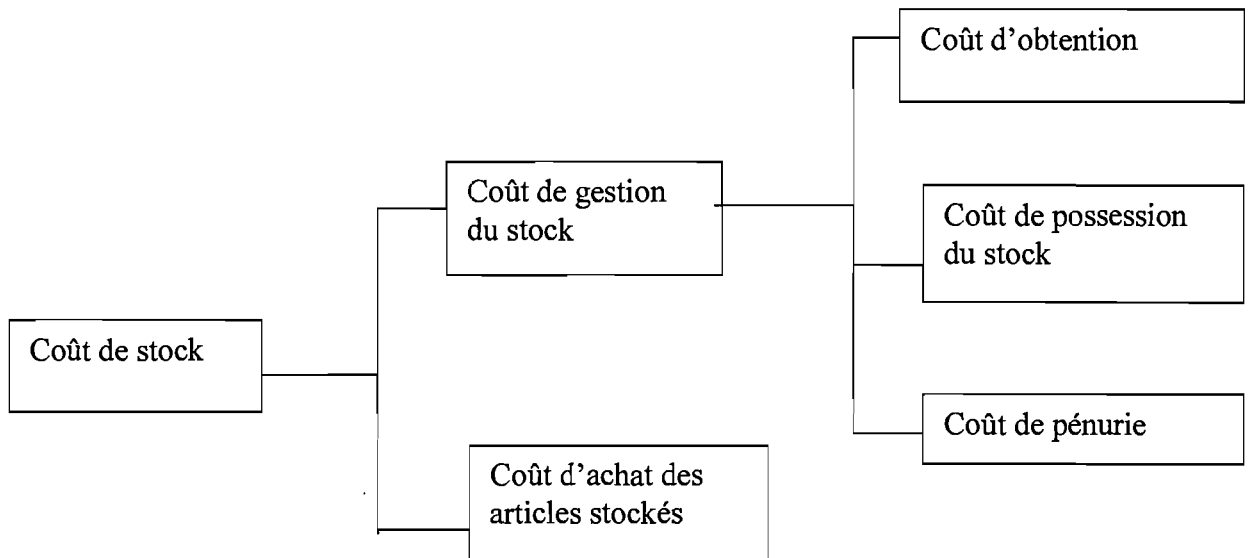 Coût d’obtention
Coût de gestion
du stock
Coût de possession
du stock
Coût de stock
Coût de pénurie
Coût d’achat des
articles stockés